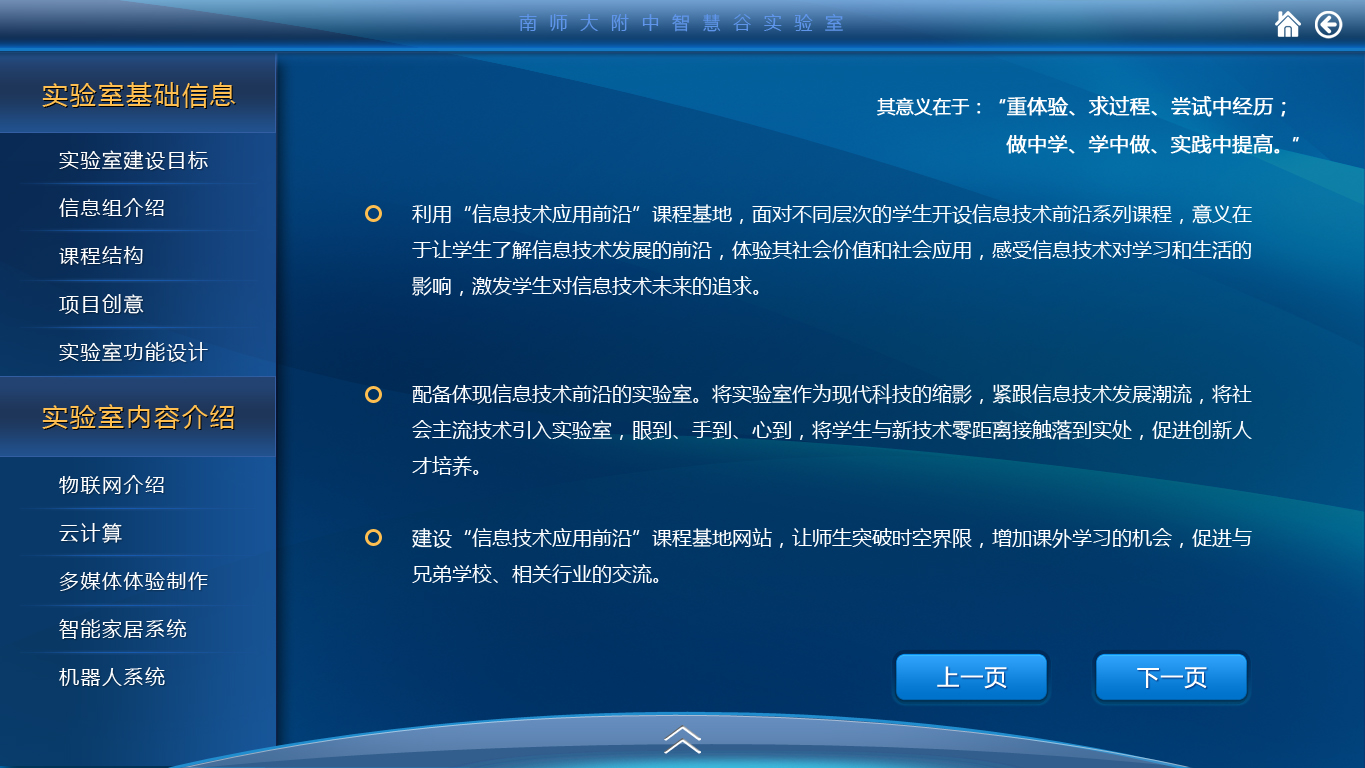 南师大附中智慧谷实验室
实验室基础信息
实验室建设目标
信息组介绍
课程结构
项目创意
实验室功能设计
实验室内容介绍
物联网介绍
云计算
多媒体体验制作
智能家居系统
机器人系统
其意义在于：“重体验、求过程、尝试中经历；
做中学、学中做、实践中提高。”
利用“信息技术应用前沿”课程基地，面对不同层次的学生开设信息技术前沿系列课程，意义在
于让学生了解信息技术发展的前沿，体验其社会价值和社会应用，感受信息技术对学习和生活的
影响，激发学生对信息技术未来的追求。
配备体现信息技术前沿的实验室。将实验室作为现代科技的缩影，紧跟信息技术发展潮流，将社
会主流技术引入实验室，眼到、手到、心到，将学生与新技术零距离接触落到实处，促进创新人
才培养。
建设“信息技术应用前沿”课程基地网站，让师生突破时空界限，增加课外学习的机会，促进与
兄弟学校、相关行业的交流。
上一页
下一页